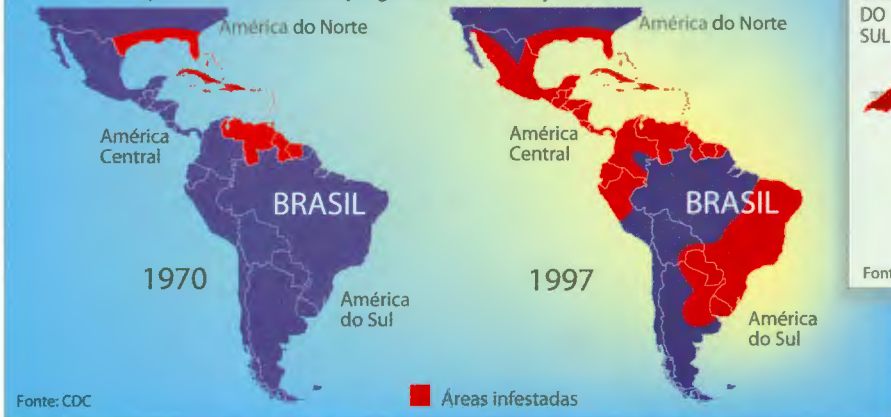 América do Norte
América
Central
BRASIL
1970
América
do Sul
Fonte: CDC
América do Norte
América
Central
BRASIL
1997
América
do Sul
Áreas infestadas
DO
SUL